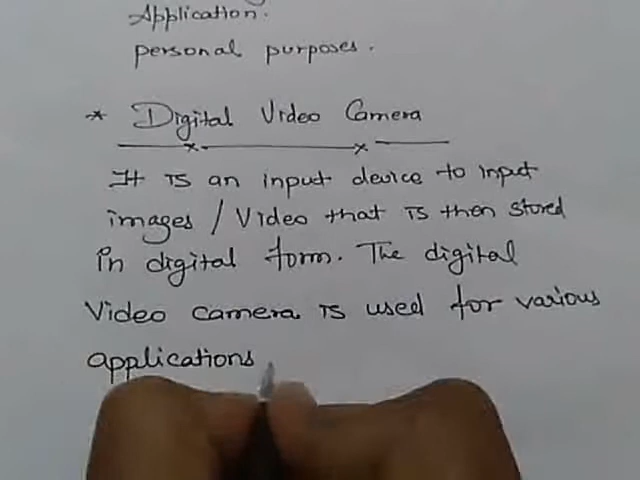 Application.
personal purposes.
* Digital Video Camera
It is an input device to input
images / Video that is then stored
in digital form. The digital
Video camera is used for various
applications